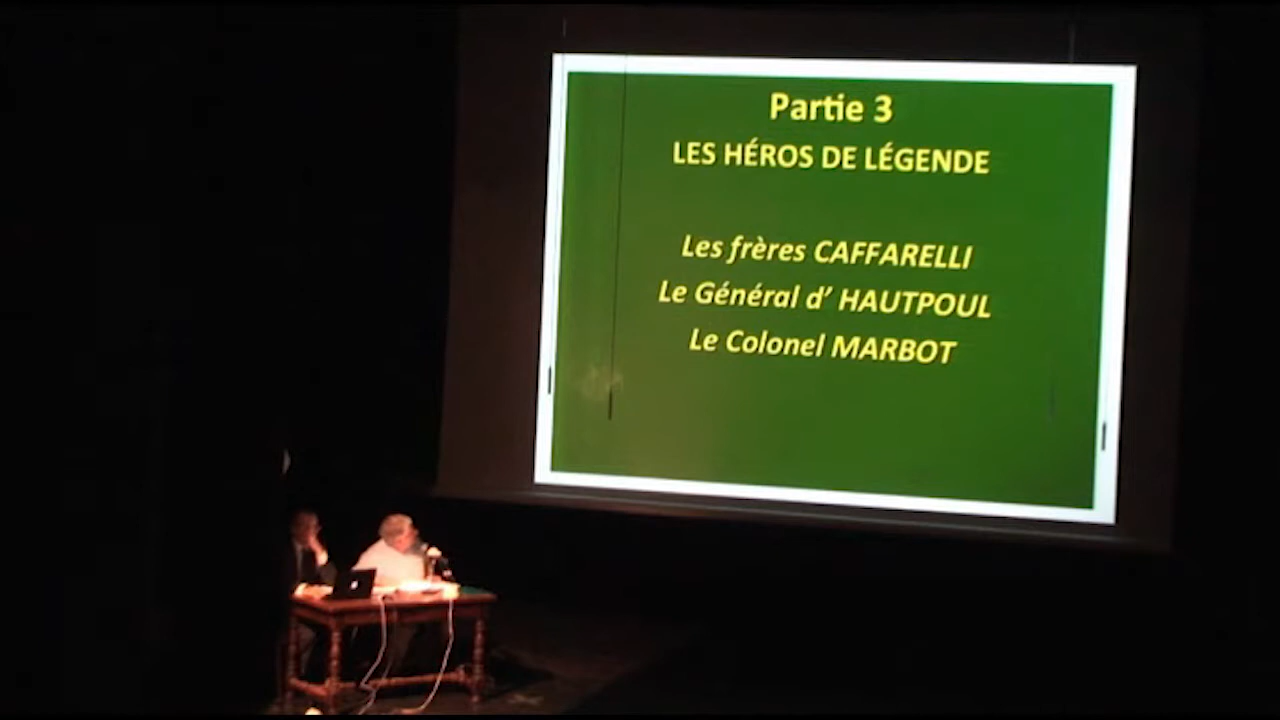 Partie 3
LES HÉROS DE LÉGENDE
Les frères CAFFARELLI
Le Général d’ HAUTPOUL
Le Colonel MARBOT